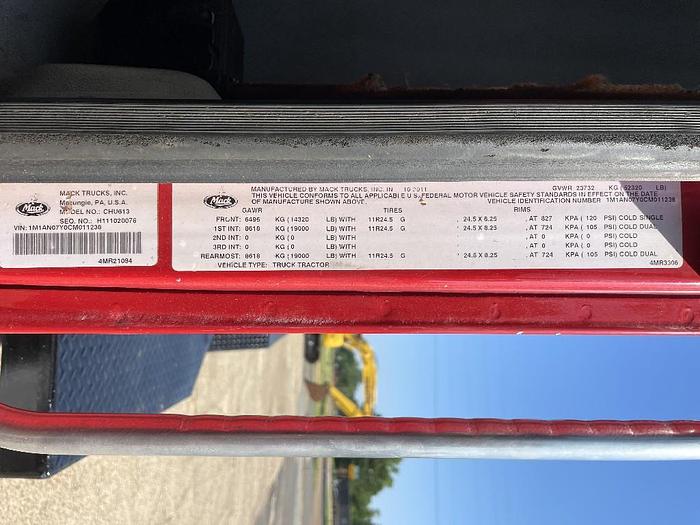 Mack
MACK TRUCKS, INC.
Macungie, PA, U.S.A.
MODEL NO.: CHU613
SEQ. NO.: H111020076
VIN: 1M1AN07Y0CM011238
4MR21094
Mack
MANUFACTURED BY MACK TRUCKS, INC. IN 10 2011 GVWR 23732 KG (52320 LB)
THIS VEHICLE CONFORMS TO ALL APPLICABLE U.S. FEDERAL MOTOR VEHICLE SAFETY STANDARDS IN EFFECT ON THE DATE
OF MANUFACTURE SHOWN ABOVE. VEHICLE IDENTIFICATION NUMBER 1M1AN07Y0CM011238
GAWR TIRES RIMS
FRONT: 6495 KG (14320 LB) WITH 11R24.5 G 24.5 X 8.25 , AT 827 KPA ( 120 PSI) COLD SINGLE
1ST INT: 8618 KG (19000 LB) WITH 11R24.5 G 24.5 X 8.25 , AT 724 KPA ( 105 PSI) COLD DUAL
2ND INT: 0 KG (0 LB) WITH , AT 0 KPA ( 0 PSI) COLD
3RD INT: 0 KG (0 LB) WITH , AT 0 KPA ( 0 PSI) COLD
REARMOST: 8618 KG (19000 LB) WITH 11R24.5 G 24.5 X 8.25 , AT 724 KPA ( 105 PSI) COLD DUAL
VEHICLE TYPE: TRUCK TRACTOR 4MR3306